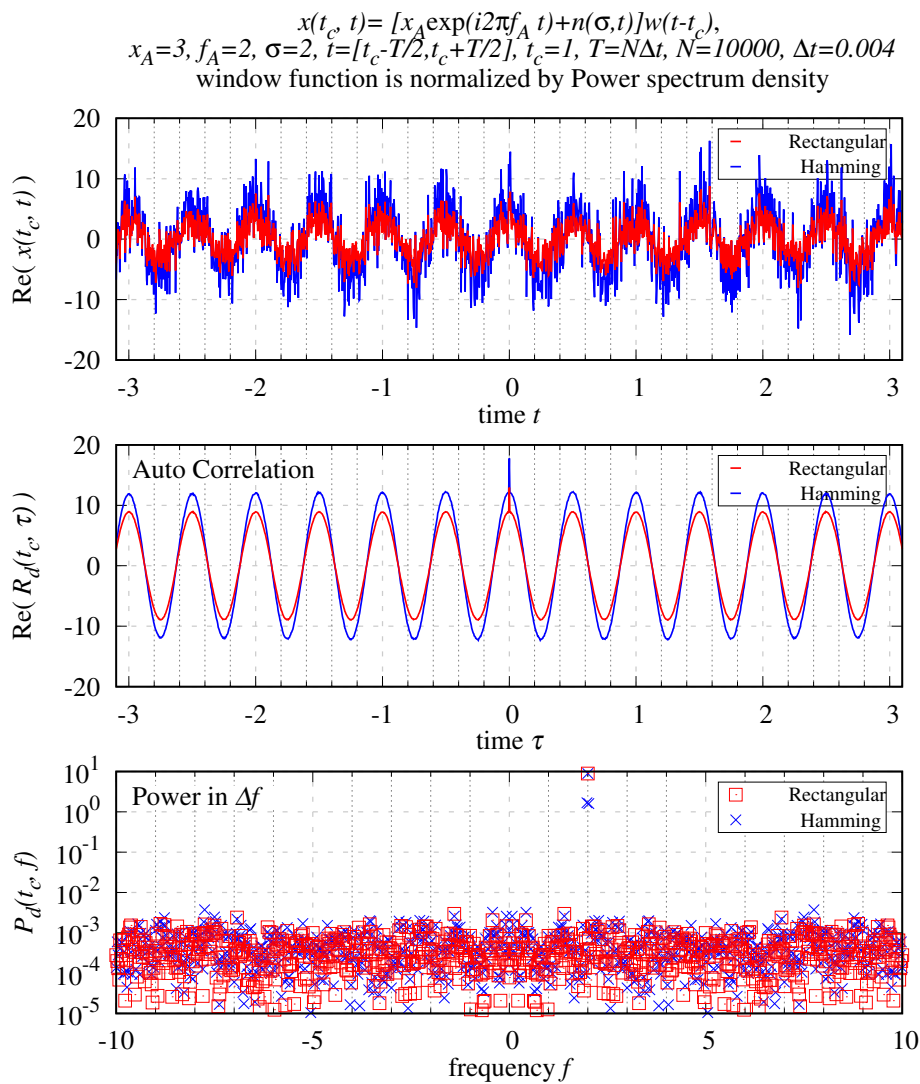 x(t_c, t)= [x_A exp(i2πf_A t)+n(σ,t)]w(t-t_c),
x_A=3, f_A=2, σ=2, t=[t_c-T/2,t_c+T/2], t_c=1, T=NΔt, N=10000, Δt=0.004
window function is normalized by Power spectrum density
Re( x(t_c, t) )
20
10
0
-10
-20
Rectangular
Hamming
-3 -2 -1 0 1 2 3
time t
Re( R_d(t_c, τ) )
20
10
0
-10
-20
Auto Correlation
Rectangular
Hamming
-3 -2 -1 0 1 2 3
time τ
P_d(t_c, f)
10^1
10^0
10^-1
10^-2
10^-3
10^-4
10^-5
Power in Δf
Rectangular
Hamming
-10 -5 0 5 10
frequency f